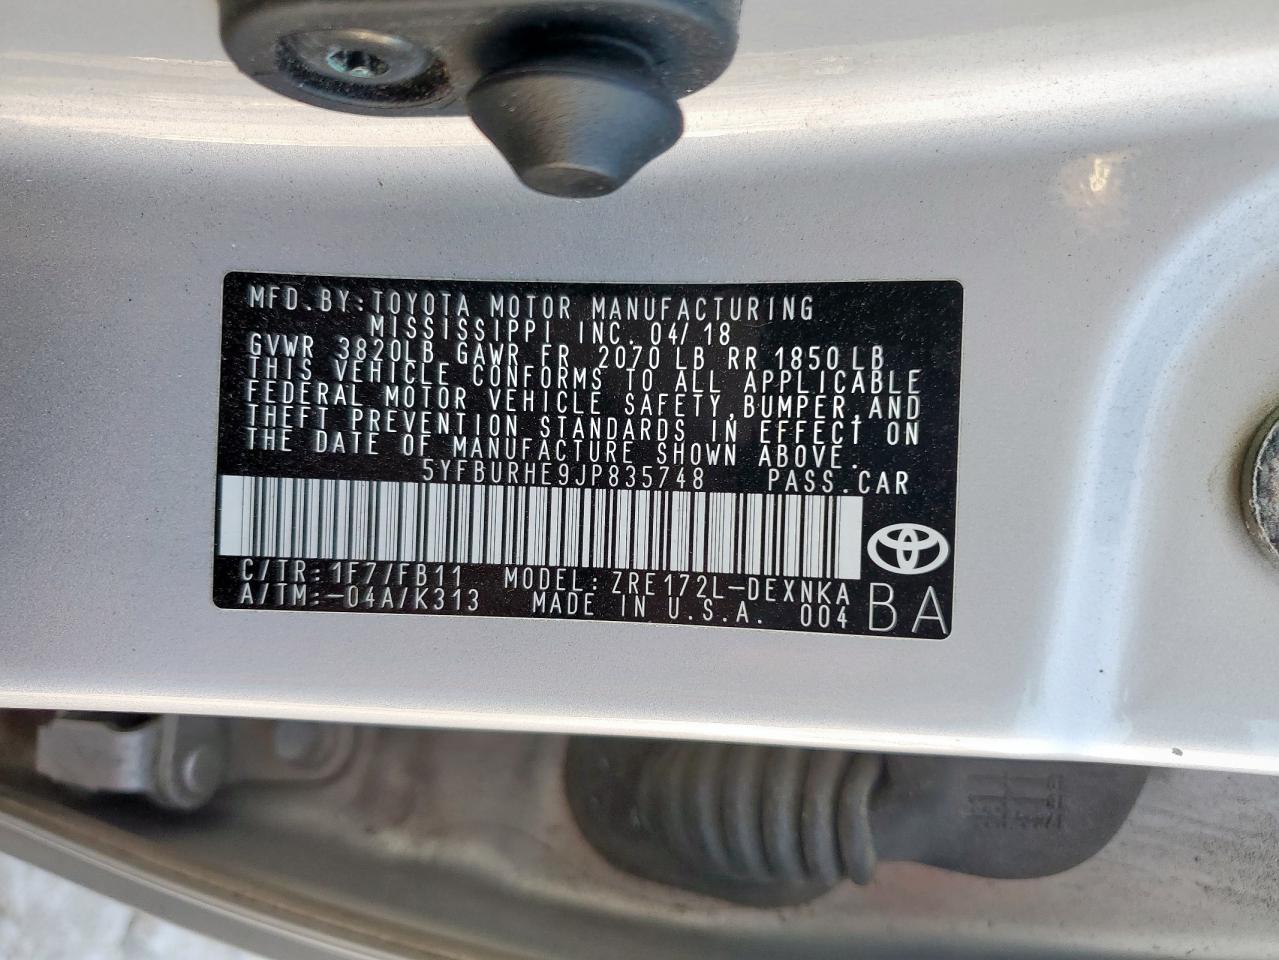 MFD.BY:TOYOTA MOTOR MANUFACTURING
MISSISSIPPI INC. 04/18
GVWR 3820LB GAWR FR 2070 LB RR 1850 LB
THIS VEHICLE CONFORMS TO ALL APPLICABLE
FEDERAL MOTOR VEHICLE SAFETY,BUMPER,AND
THEFT PREVENTION STANDARDS IN EFFECT ON
THE DATE OF MANUFACTURE SHOWN ABOVE.
5YFBURHE9JP835748 PASS.CAR
C/TR:1F7/FB11 MODEL:ZRE172L-DEXNKA
A/TM:-04A/K313 MADE IN U.S.A. 004 BA